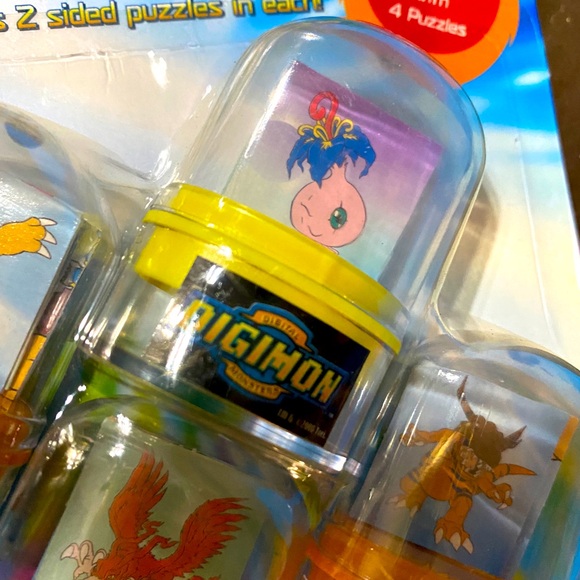 2 sided puzzles in each!
4 Puzzles
DIGITAL
DIGIMON
MONSTERS